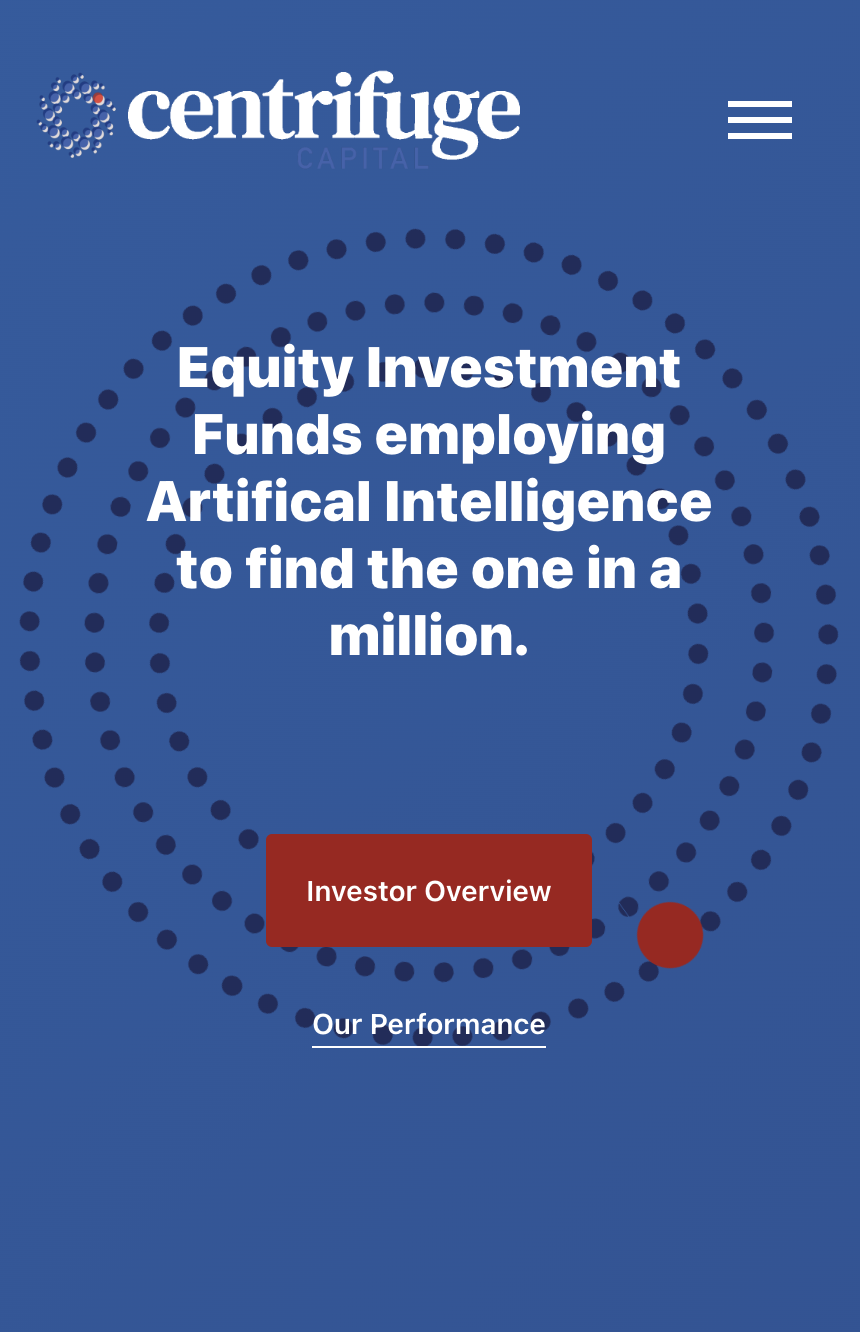 centrifuge
CAPITAL
Equity Investment
Funds employing
Artifical Intelligence
to find the one in a
million.
Investor Overview
Our Performance